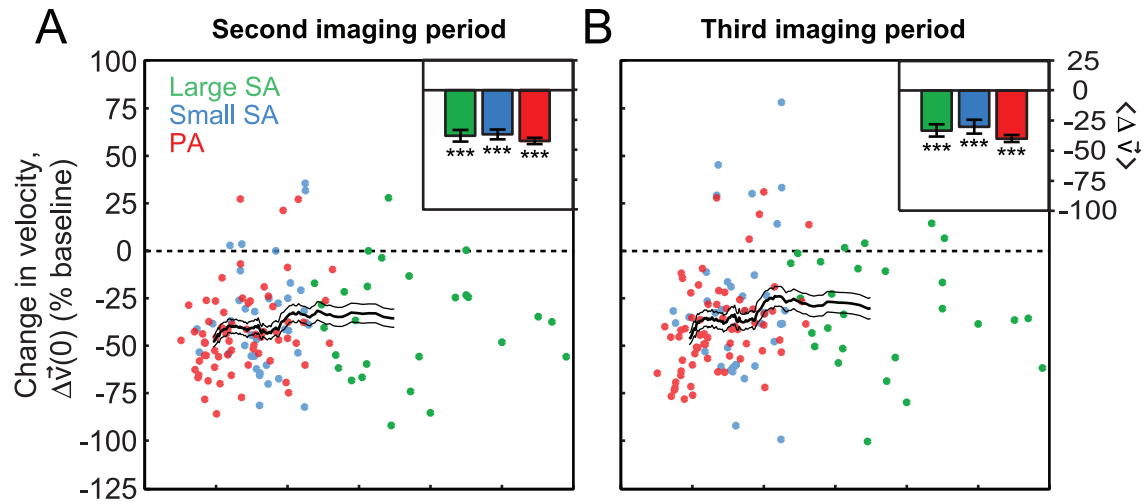 A Second imaging period
B Third imaging period
Large SA
Small SA
PA
Change in velocity,
Δv⃗(0) (% baseline)
100
75
50
25
0
-25
-50
-75
-100
-125
*** *** ***
*** *** ***
25
0
-25
-50
-75
-100
<Δ v⃗>